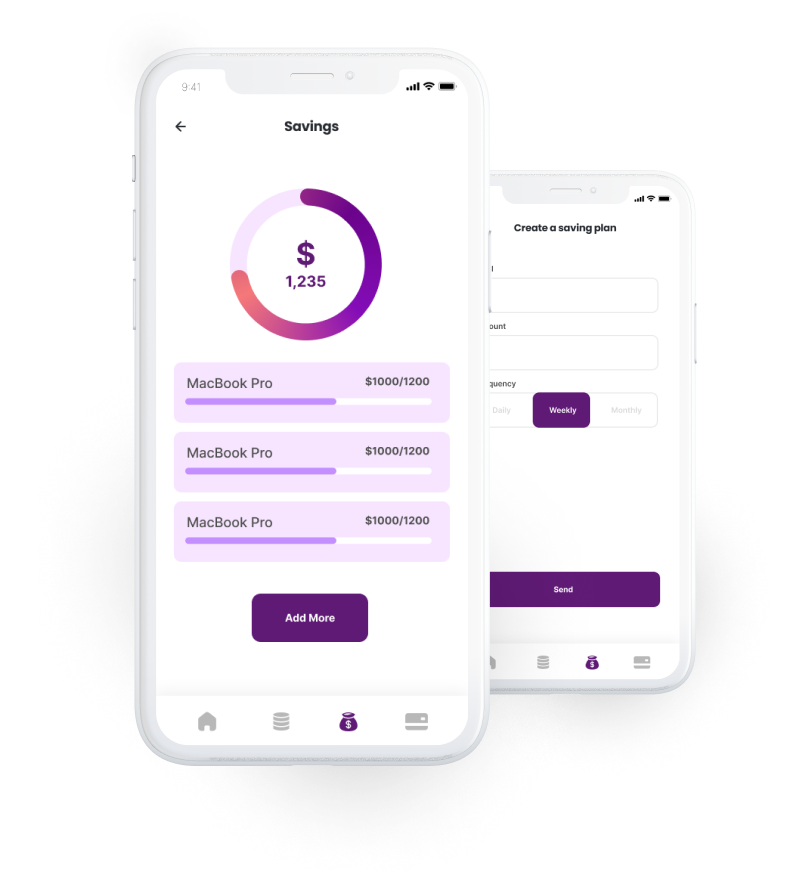 9:41
Savings
$
1,235
MacBook Pro
$1000/1200
MacBook Pro
$1000/1200
MacBook Pro
$1000/1200
Add More
$
Create a saving plan
l
ount
quency
Daily
Weekly
Monthly
Send
$